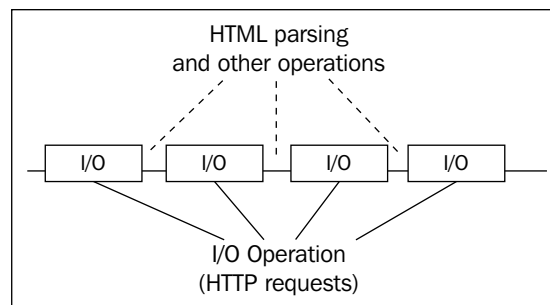 HTML parsing
and other operations
I/O
I/O
I/O
I/O
I/O Operation
(HTTP requests)